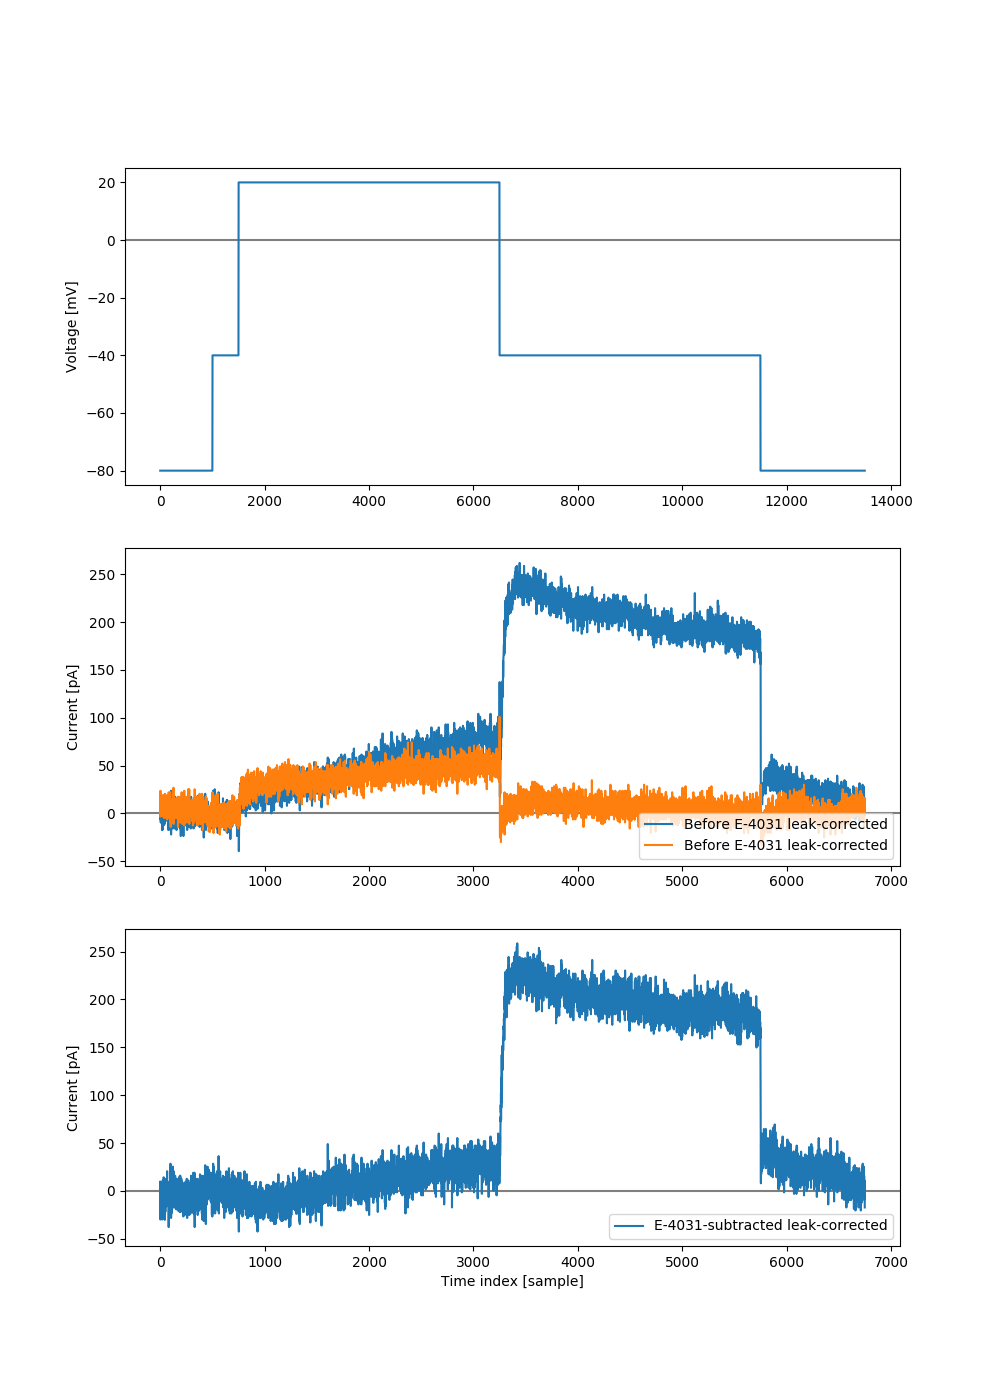 20
0
−20
−40
−60
−80
Voltage [mV]
0 2000 4000 6000 8000 10000 12000 14000
250
200
150
100
50
0
−50
Current [pA]
Before E-4031 leak-corrected
Before E-4031 leak-corrected
0 1000 2000 3000 4000 5000 6000 7000
250
200
150
100
50
0
−50
Current [pA]
E-4031-subtracted leak-corrected
0 1000 2000 3000 4000 5000 6000 7000
Time index [sample]